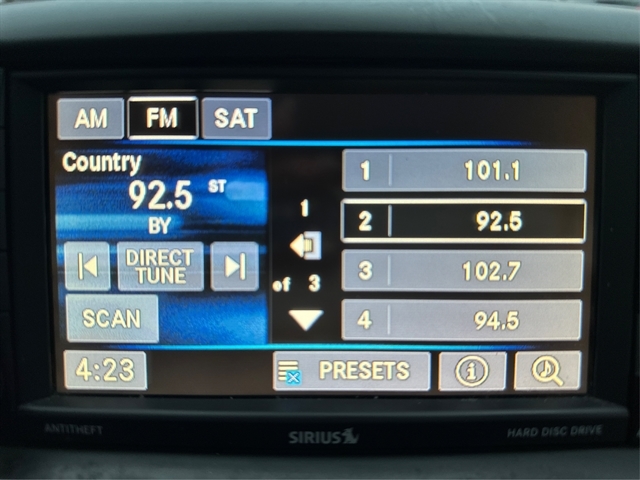 AM FM SAT
Country
92.5 ST
BY
DIRECT TUNE
SCAN
4:23
1
of 3
1 101.1
2 92.5
3 102.7
4 94.5
PRESETS
ANTITHEFT
SIRIUS
HARD DISC DRIVE